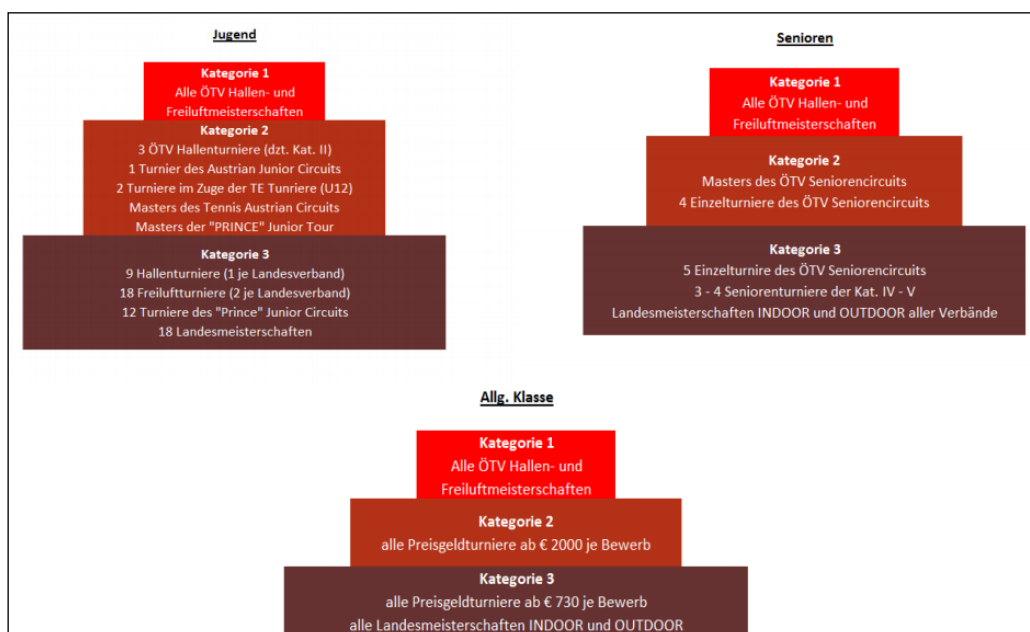 Jugend
Kategorie 1
Alle ÖTV Hallen- und
Freiluftmeisterschaften
Kategorie 2
3 ÖTV Hallenturniere (dzt. Kat. II)
1 Turnier des Austrian Junior Circuits
2 Turniere im Zuge der TE Tunriere (U12)
Masters des Tennis Austrian Circuits
Masters der "PRINCE" Junior Tour
Kategorie 3
9 Hallenturniere (1 je Landesverband)
18 Freiluftturniere (2 je Landesverband)
12 Turniere des "Prince" Junior Circuits
18 Landesmeisterschaften
Senioren
Kategorie 1
Alle ÖTV Hallen- und
Freiluftmeisterschaften
Kategorie 2
Masters des ÖTV Seniorencircuits
4 Einzelturniere des ÖTV Seniorencircuits
Kategorie 3
5 Einzelturnire des ÖTV Seniorencircuits
3 - 4 Seniorenturniere der Kat. IV - V
Landesmeisterschaften INDOOR und OUTDOOR aller Verbände
Allg. Klasse
Kategorie 1
Alle ÖTV Hallen- und
Freiluftmeisterschaften
Kategorie 2
alle Preisgeldturniere ab € 2000 je Bewerb
Kategorie 3
alle Preisgeldturniere ab € 730 je Bewerb
alle Landesmeisterschaften INDOOR und OUTDOOR